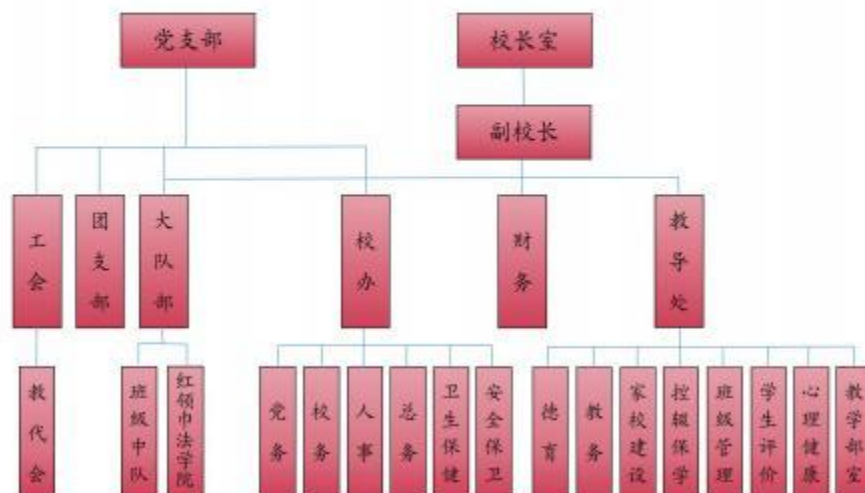 党支部
校长室
副校长
工会
团支部
大队部
校办
财务
教导处
教代会
班级中队
红领巾法学院
党务
校务
人事
总务
卫生保健
安全保卫
德育
教务
家校建设
控辍保学
班级管理
学生评价
心理健康
教学部室